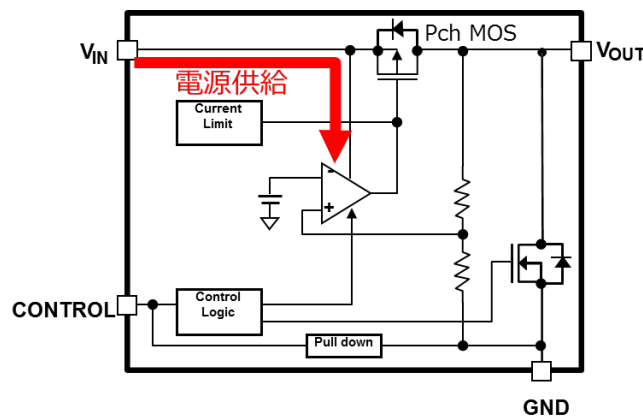 Pch MOS
VIN
VOUT
電源供給
Current
Limit
-
+
CONTROL
Control
Logic
Pull down
GND